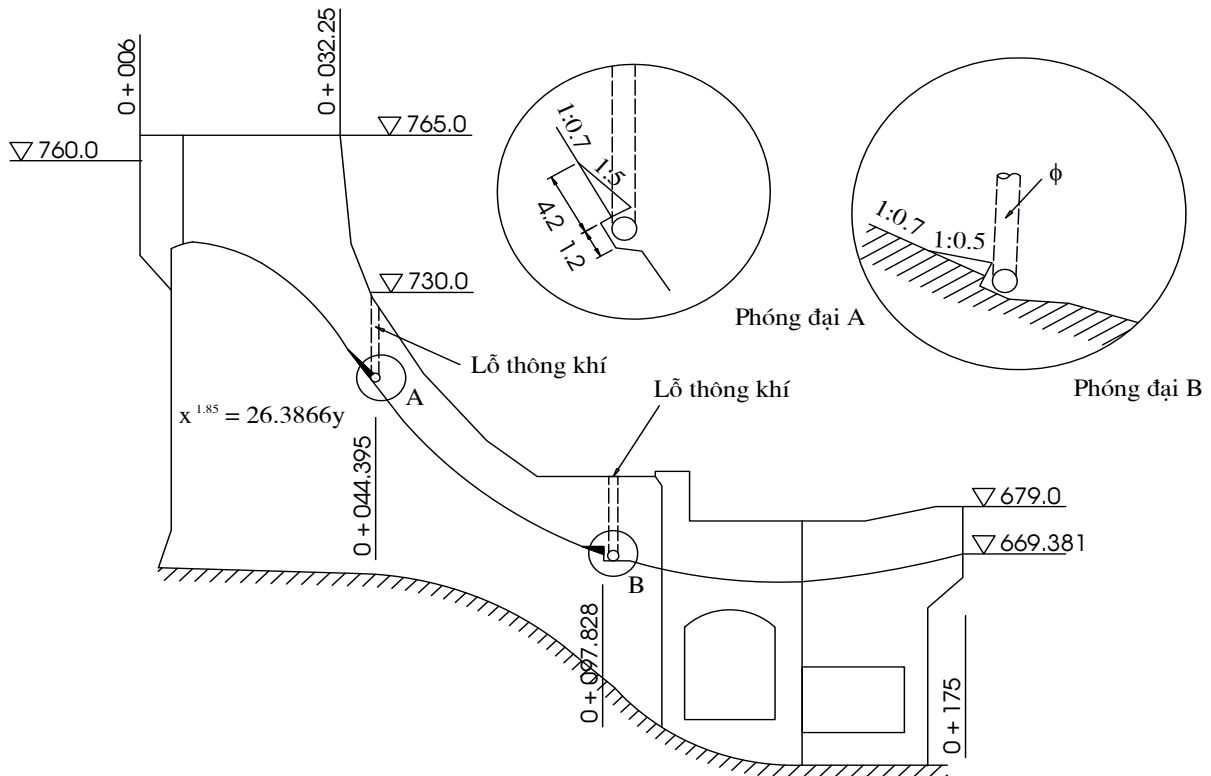 0 + 006
0 + 032.25
765.0
760.0
1:0.7
1:5
4.2
1.2
Phóng đại A
ϕ
1:0.7
1:0.5
Phóng đại B
730.0
Lỗ thông khí
A
Lỗ thông khí
x^1.85 = 26.3866y
0 + 044.395
679.0
669.381
B
0 + 097.828
0 + 175